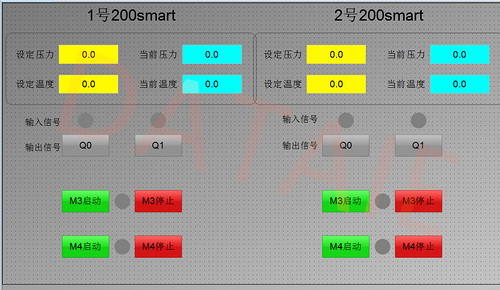 1号200smart 2号200smart
设定压力 0.0 当前压力 0.0 设定压力 0.0 当前压力 0.0
设定温度 0.0 当前温度 0.0 设定温度 0.0 当前温度 0.0
输入信号 输入信号
输出信号 Q0 Q1 输出信号 Q0 Q1
M3启动 M3停止 M3启动 M3停止
M4启动 M4停止 M4启动 M4停止